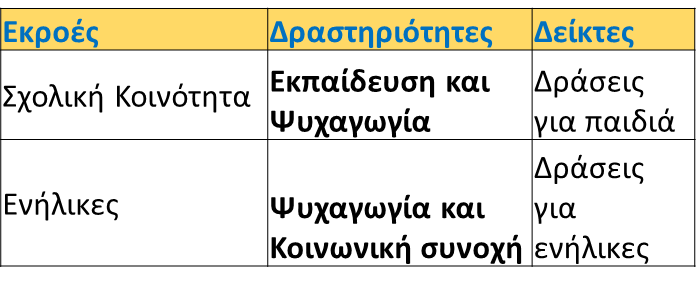 Εκροές Δραστηριότητες Δείκτες
Σχολική Κοινότητα
Εκπαίδευση και
Ψυχαγωγία
Δράσεις
για παιδιά
Ενήλικες
Ψυχαγωγία και
Κοινωνική συνοχή
Δράσεις
για
ενήλικες